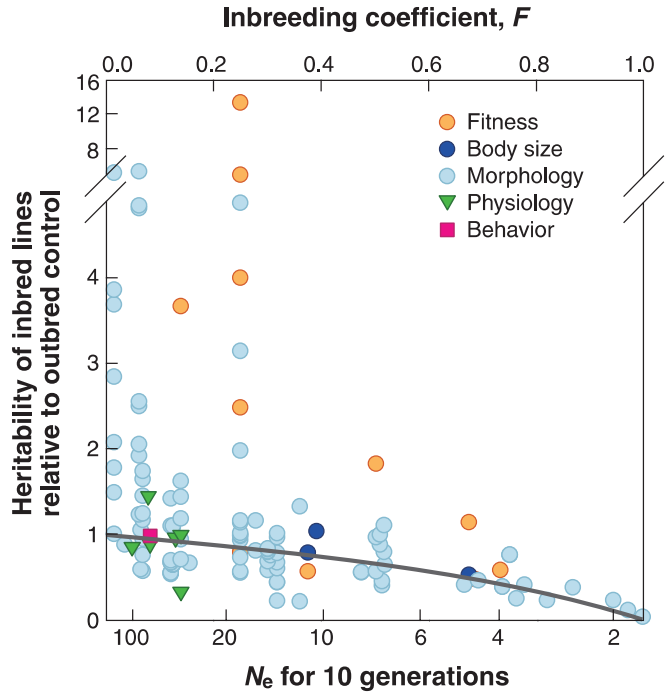 Inbreeding coefficient, F
0.0 0.2 0.4 0.6 0.8 1.0
16
12
8
4
3
2
1
0
Heritability of inbred lines
relative to outbred control
Fitness
Body size
Morphology
Physiology
Behavior
100 20 10 6 4 2
Ne for 10 generations